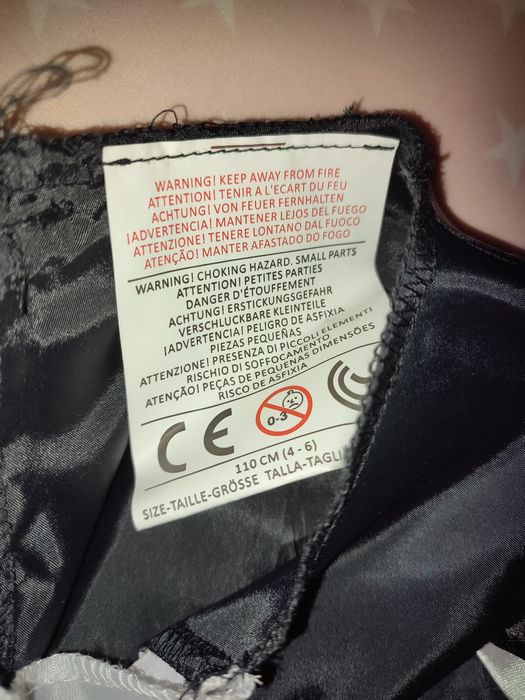 WARNING! KEEP AWAY FROM FIRE
ATTENTION! TENIR A L'ECART DU FEU
ACHTUNG! VON FEUER FERNHALTEN
¡ADVERTENCIA! MANTENER LEJOS DEL FUEGO
ATTENZIONE! TENERE LONTANO DAL FUOCO
ATENÇÃO! MANTER AFASTADO DO FOGO
WARNING! CHOKING HAZARD. SMALL PARTS
ATTENTION! PETITES PARTIES
DANGER D'ÉTOUFFEMENT
ACHTUNG! ERSTICKUNGSGEFAHR
VERSCHLUCKBARE KLEINTEILE
¡ADVERTENCIA! PELIGRO DE ASFIXIA
PIEZAS PEQUEÑAS
ATTENZIONE! PRESENZA DI PICCOLI ELEMENTI
RISCHIO DI SOFFOCAMENTO
ATENÇÃO! PEÇAS DE PEQUENAS DIMENSÕES
RISCO DE ASFIXIA
CE 0-3
110 CM (4 - 6)
SIZE-TAILLE-GRÖSSE TALLA-TAGLI